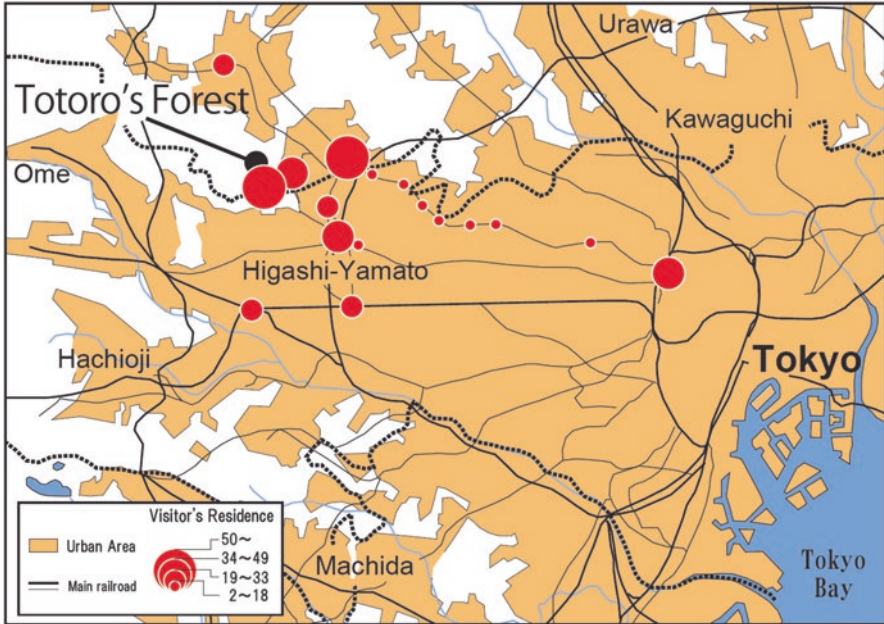 Urawa
Totoro's Forest
Kawaguchi
Ome
Higashi-Yamato
Hachioji
Tokyo
Visitor's Residence
50～
34～49
19～33
2～18
Urban Area
Main railroad
Machida
Tokyo
Bay